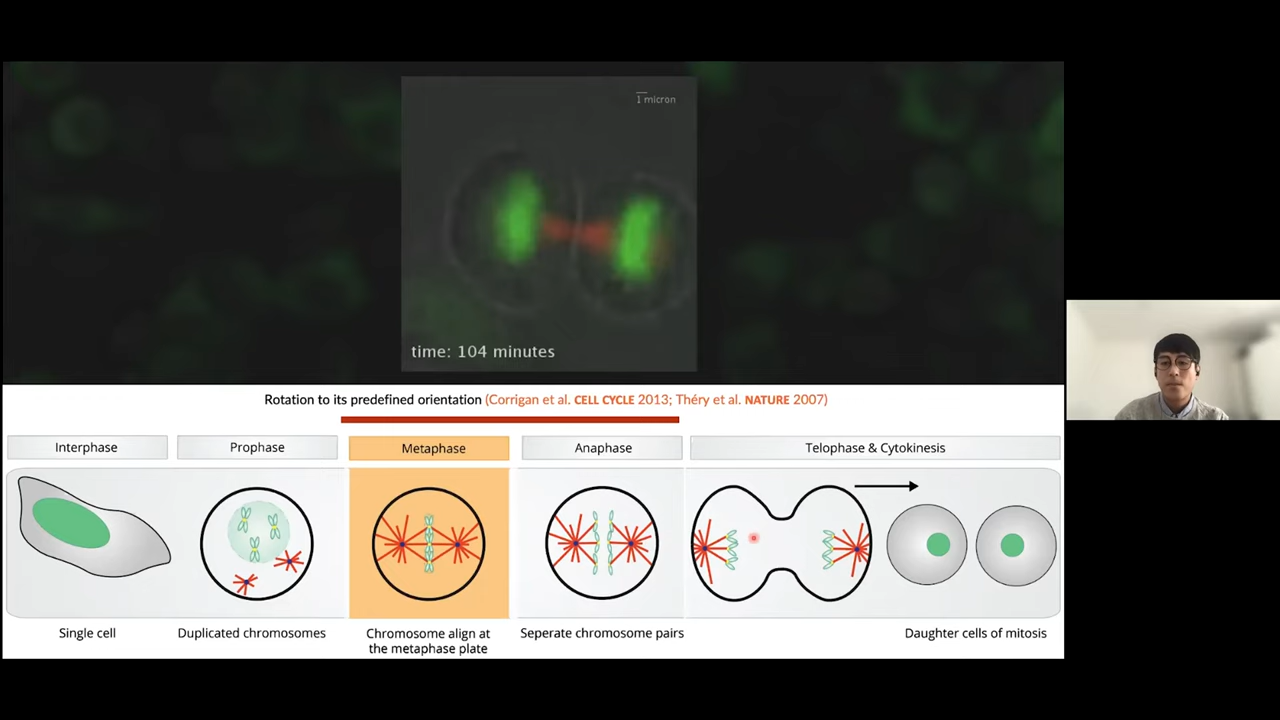 1 micron
time: 104 minutes
Rotation to its predefined orientation (Corrigan et al. CELL CYCLE 2013; Théry et al. NATURE 2007)
Interphase
Prophase
Metaphase
Anaphase
Telophase & Cytokinesis
Single cell
Duplicated chromosomes
Chromosome align at
the metaphase plate
Seperate chromosome pairs
Daughter cells of mitosis